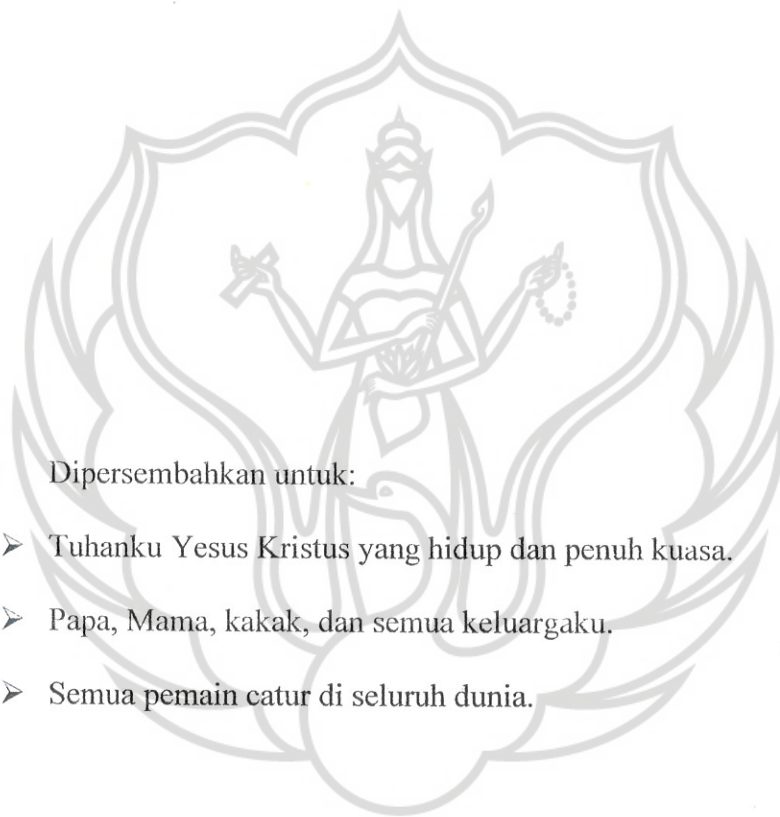 Dipersembahkan untuk:
➢ Tuhanku Yesus Kristus yang hidup dan penuh kuasa.
➢ Papa, Mama, kakak, dan semua keluargaku.
➢ Semua pemain catur di seluruh dunia.